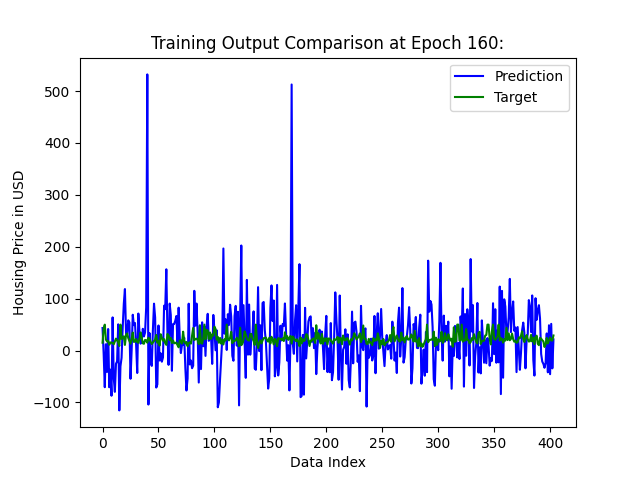 Training Output Comparison at Epoch 160:
Prediction
Target
500
400
300
200
100
0
−100
Housing Price in USD
0 50 100 150 200 250 300 350 400
Data Index